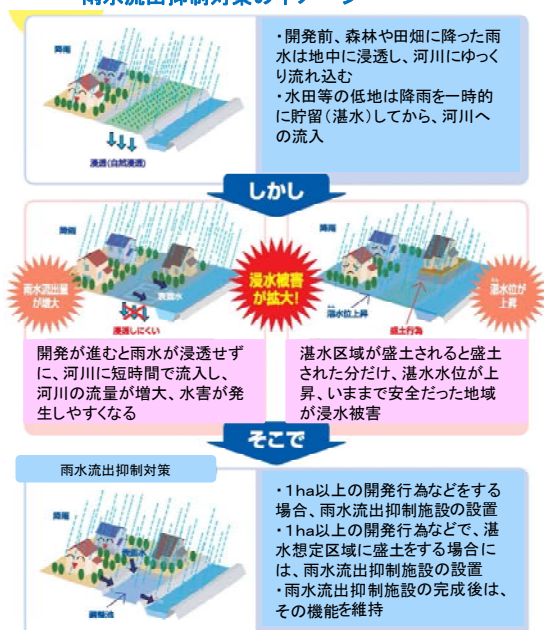 雨水流出抑制対策のイメージ
降雨
浸透(自然浸透)
・開発前、森林や田畑に降った雨
水は地中に浸透し、河川にゆっく
り流れ込む
・水田等の低地は降雨を一時的
に貯留(湛水)してから、河川へ
の流入
しかし
降雨
雨水流出量
が増大
表面水
浸透しにくい
浸水被害
が拡大!
降雨
湛水位上昇
盛土行為
湛水位が
上昇
開発が進むと雨水が浸透せず
に、河川に短時間で流入し、
河川の流量が増大、水害が発
生しやすくなる
湛水区域が盛土されると盛土
された分だけ、湛水水位が上
昇、いままで安全だった地域
が浸水被害
そこで
雨水流出抑制対策
降雨
表面水
調整池
・1ha以上の開発行為などをする
場合、雨水流出抑制施設の設置
・1ha以上の開発行為などで、湛
水想定区域に盛土をする場合に
は、雨水流出抑制施設の設置
・雨水流出抑制施設の完成後は、
その機能を維持